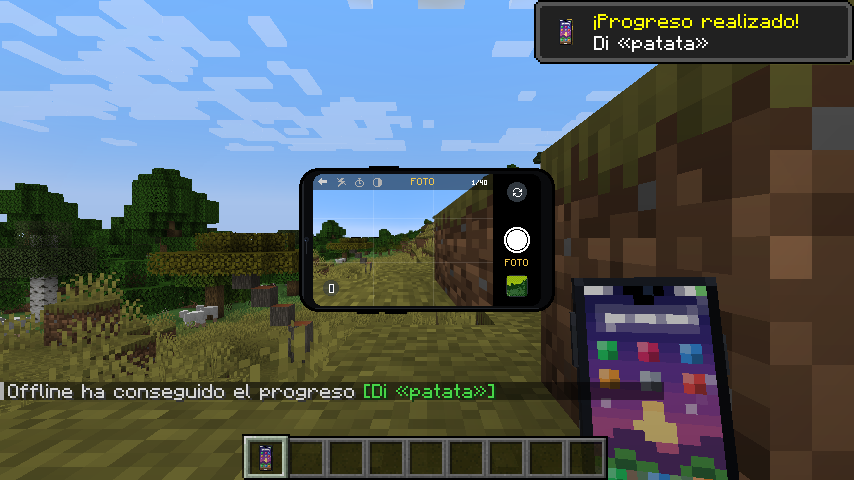 ¡Progreso realizado!
Di «patata»
FOTO
1/40
FOTO
Offline ha conseguido el progreso [Di «patata»]